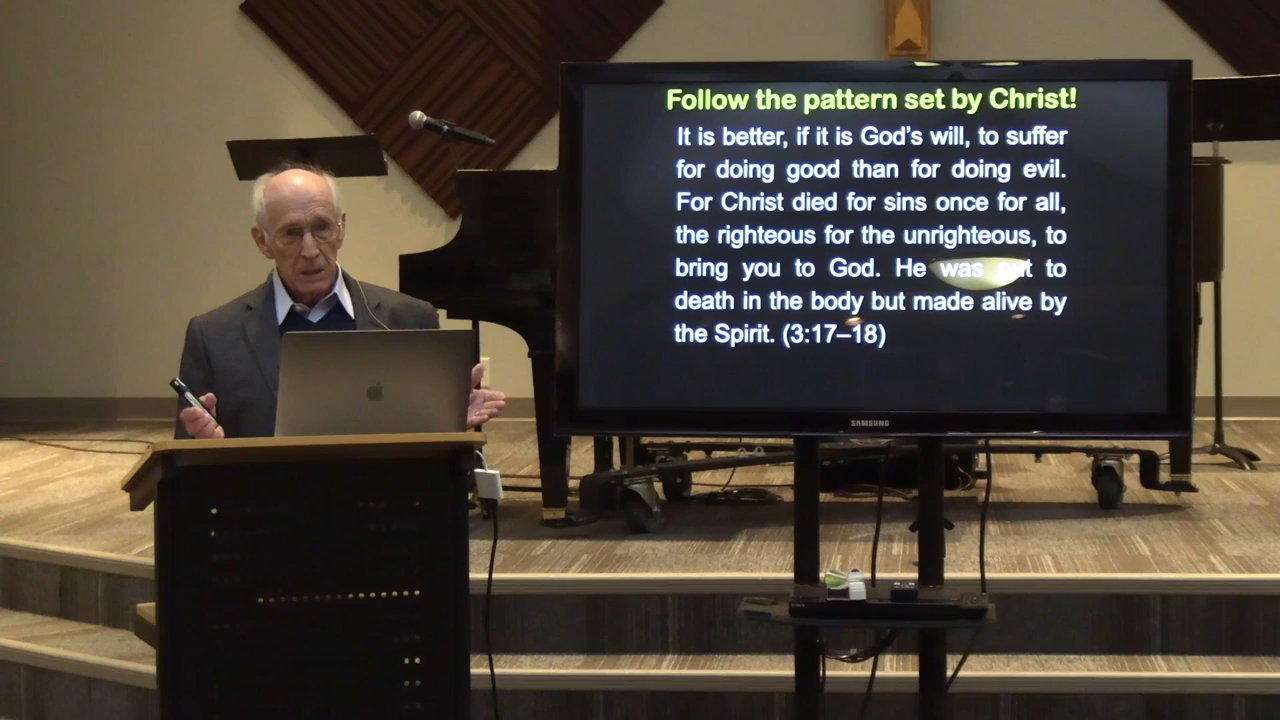 Follow the pattern set by Christ!
It is better, if it is God's will, to suffer
for doing good than for doing evil.
For Christ died for sins once for all,
the righteous for the unrighteous, to
bring you to God. He was put to
death in the body but made alive by
the Spirit. (3:17–18)
SAMSUNG